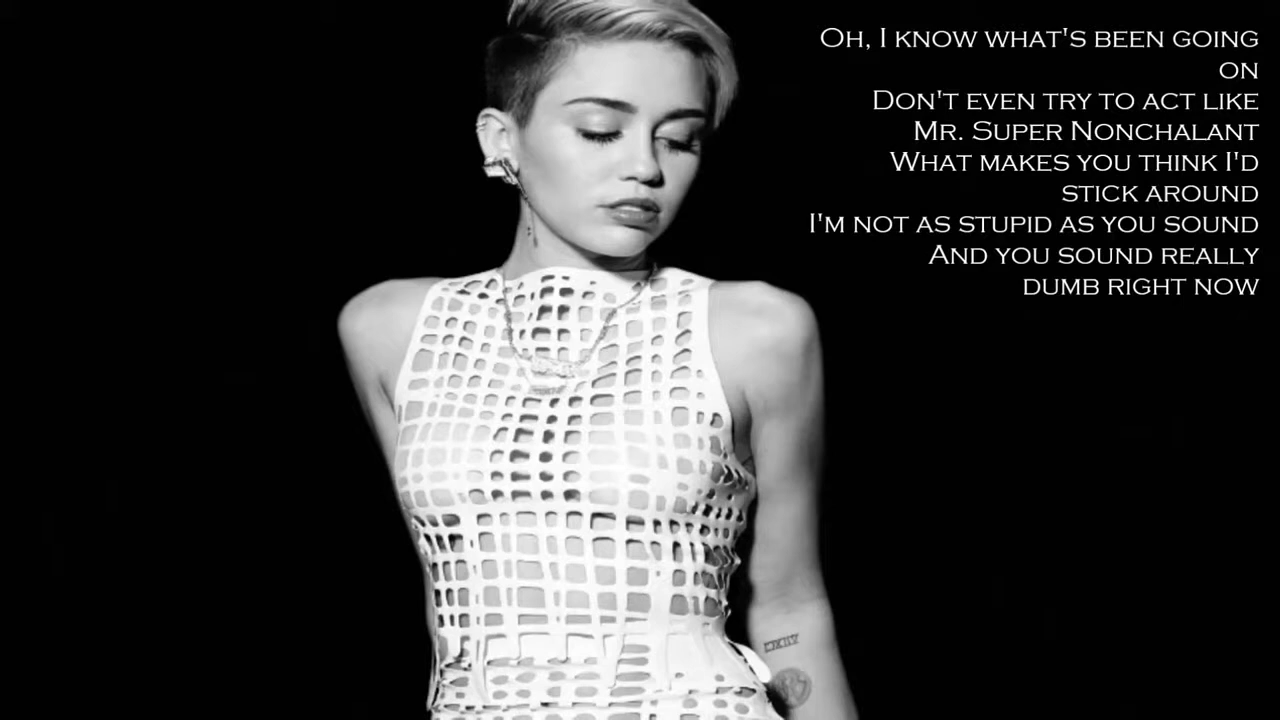 Oh, I know what's been going
on
Don't even try to act like
Mr. Super Nonchalant
What makes you think I'd
stick around
I'm not as stupid as you sound
And you sound really
dumb right now